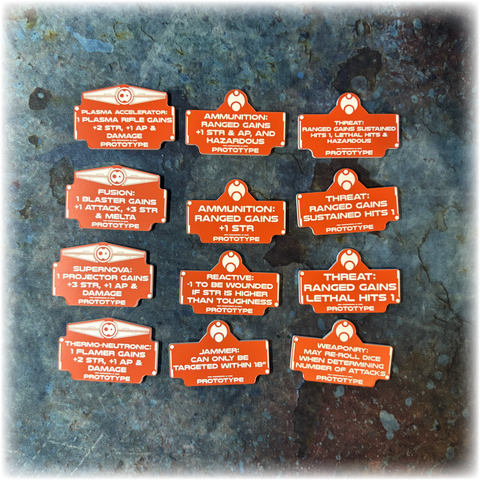 PLASMA ACCELERATOR:
1 PLASMA RIFLE GAINS
+2 STR, +1 AP &
DAMAGE
PROTOTYPE
AMMUNITION:
RANGED GAINS
+1 STR & AP, AND
HAZARDOUS
PROTOTYPE
THREAT:
RANGED GAINS SUSTAINED
HITS 1, LETHAL HITS &
HAZARDOUS
PROTOTYPE
FUSION:
1 BLASTER GAINS
+1 ATTACK, +3 STR
& MELTA
PROTOTYPE
AMMUNITION:
RANGED GAINS
+1 STR
PROTOTYPE
THREAT:
RANGED GAINS
SUSTAINED HITS 1
PROTOTYPE
SUPERNOVA:
1 PROJECTOR GAINS
+3 STR, +1 AP &
DAMAGE
PROTOTYPE
REACTIVE:
-1 TO BE WOUNDED
IF STR IS HIGHER
THAN TOUGHNESS
PROTOTYPE
THREAT:
RANGED GAINS
LETHAL HITS 1
PROTOTYPE
THERMO-NEUTRONIC:
1 FLAMER GAINS
+2 STR, +1 AP &
DAMAGE
PROTOTYPE
JAMMER:
CAN ONLY BE
TARGETED WITHIN 18"
PROTOTYPE
WEAPONRY:
MAY RE-ROLL DICE
WHEN DETERMINING
NUMBER OF ATTACKS
PROTOTYPE